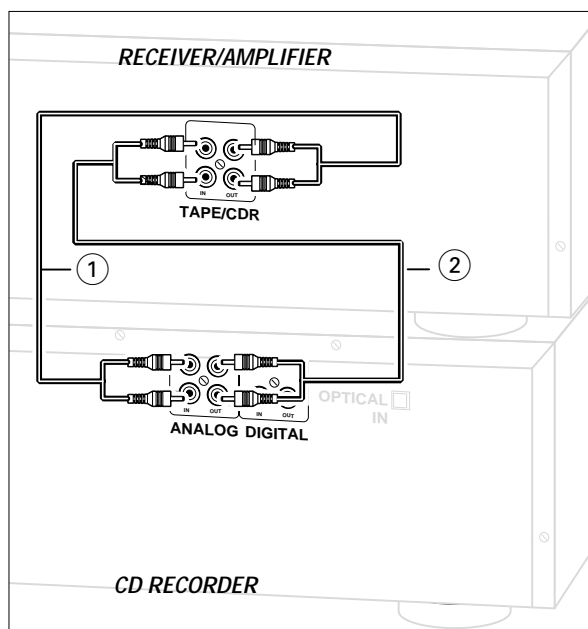 RECEIVER/AMPLIFIER
IN OUT
TAPE/CDR
1 2
OPTICAL
IN
IN OUT IN OUT
ANALOG DIGITAL
CD RECORDER